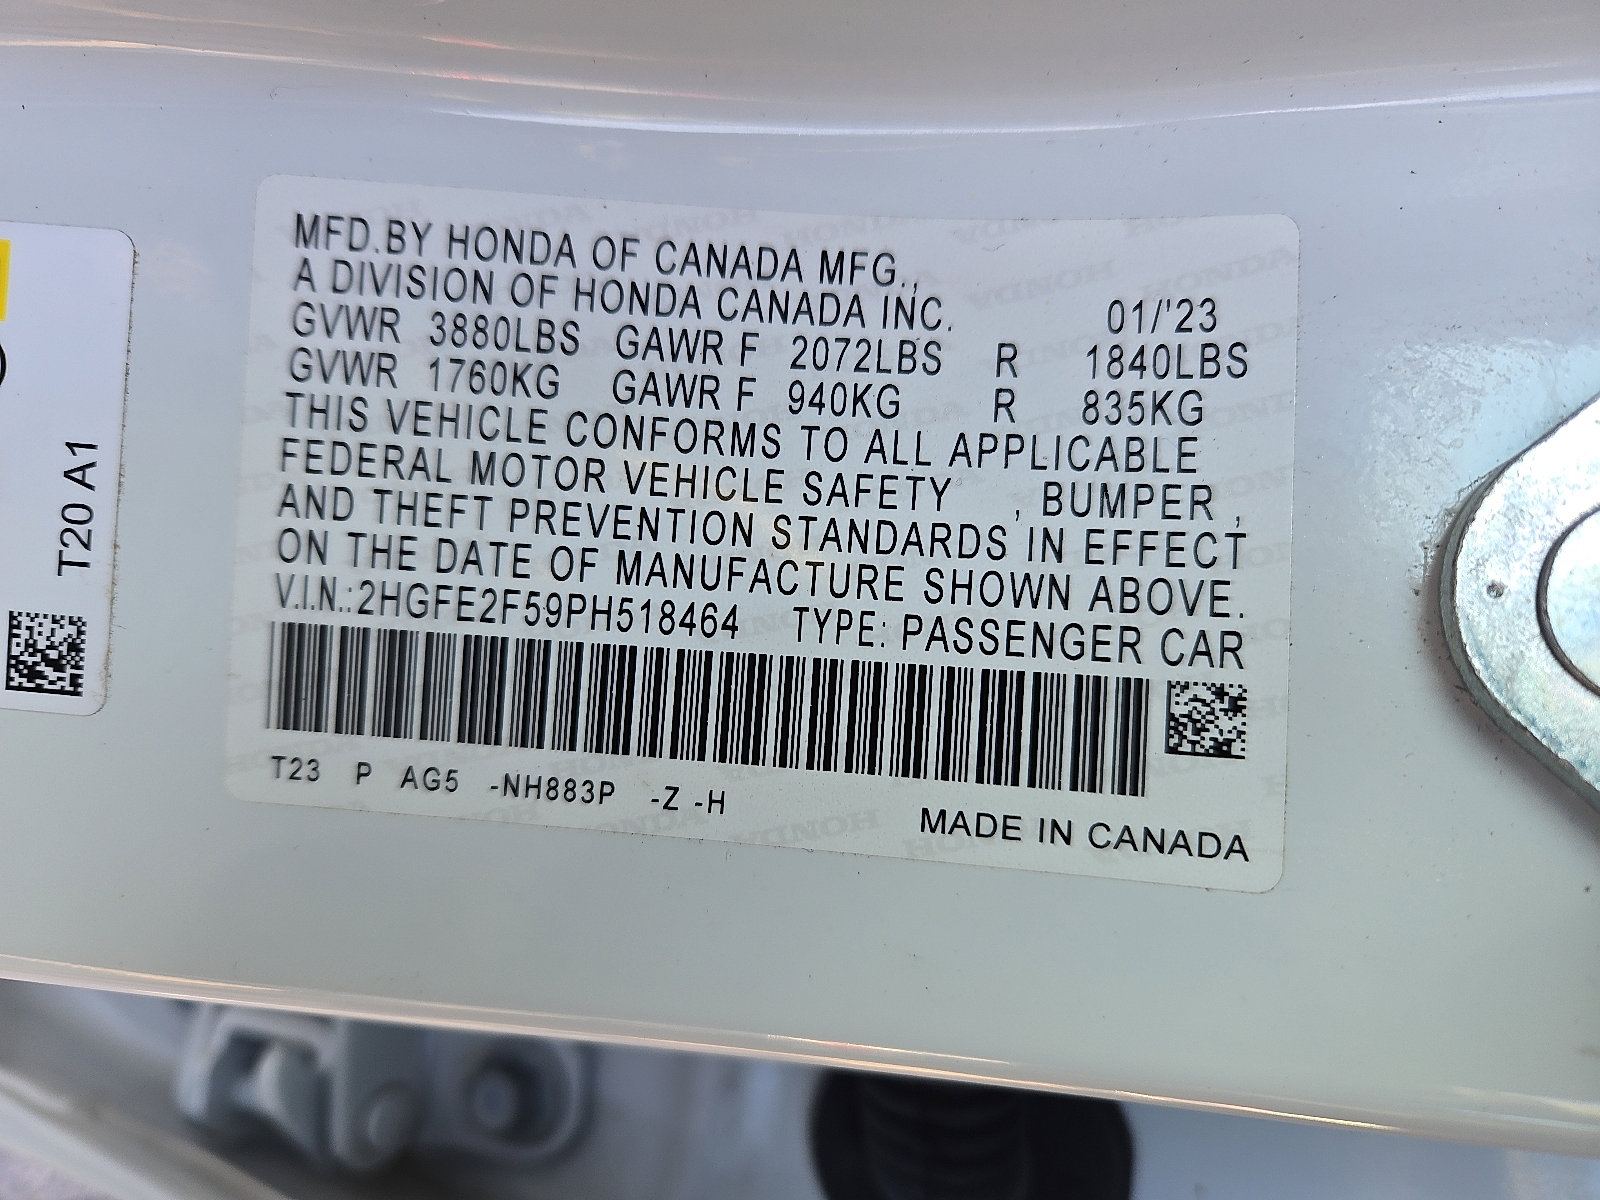 MFD.BY HONDA OF CANADA MFG.,
A DIVISION OF HONDA CANADA INC. 01/'23
GVWR 3880LBS GAWR F 2072LBS R 1840LBS
GVWR 1760KG GAWR F 940KG R 835KG
THIS VEHICLE CONFORMS TO ALL APPLICABLE
FEDERAL MOTOR VEHICLE SAFETY , BUMPER ,
AND THEFT PREVENTION STANDARDS IN EFFECT
ON THE DATE OF MANUFACTURE SHOWN ABOVE.
V.I.N.:2HGFE2F59PH518464 TYPE: PASSENGER CAR
T23 P AG5 -NH883P -Z -H
MADE IN CANADA
T20 A1